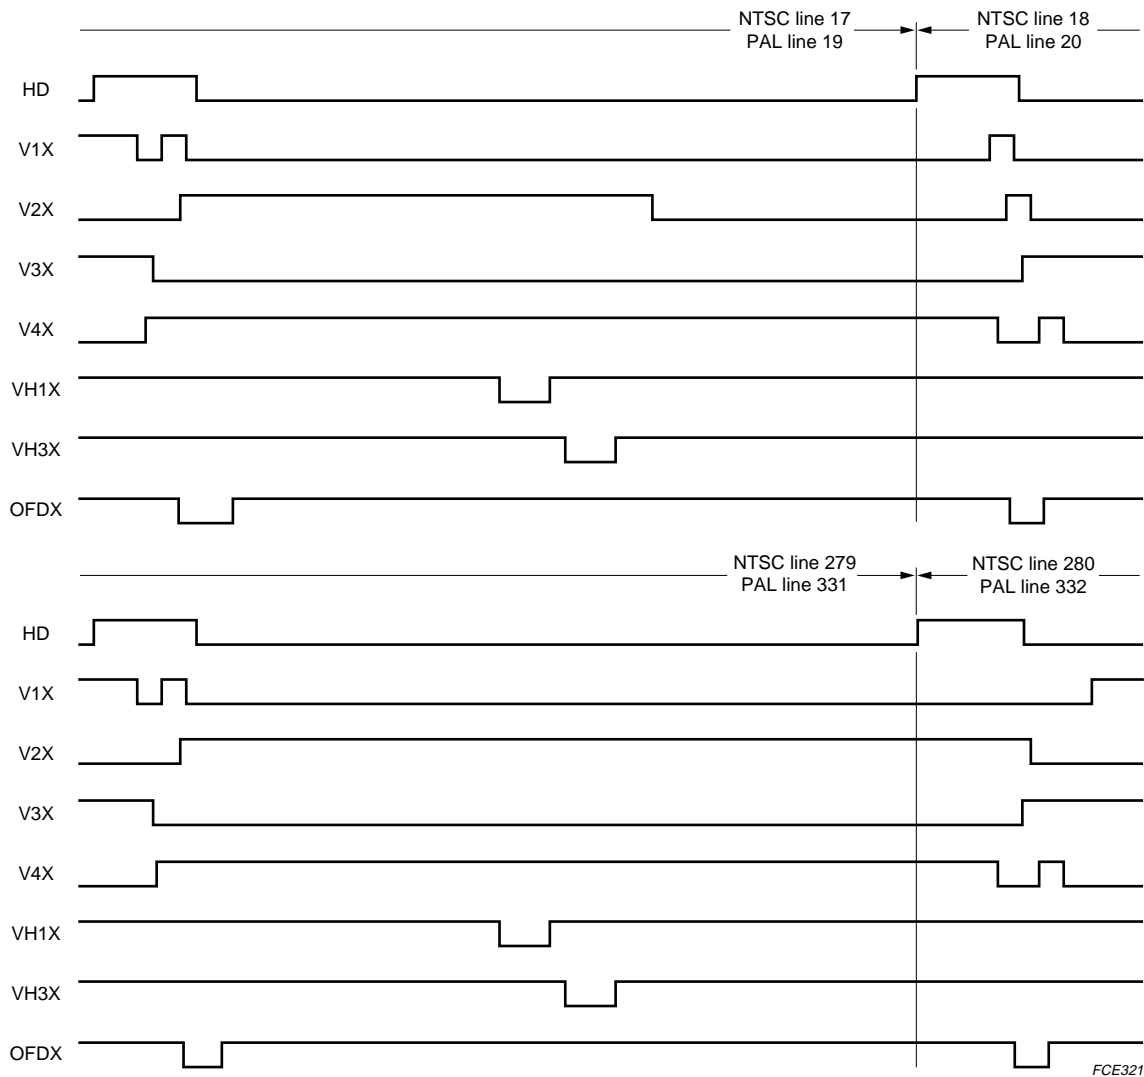 NTSC line 17 NTSC line 18
PAL line 19 PAL line 20
HD
V1X
V2X
V3X
V4X
VH1X
VH3X
OFDX
NTSC line 279 NTSC line 280
PAL line 331 PAL line 332
HD
V1X
V2X
V3X
V4X
VH1X
VH3X
OFDX
FCE321